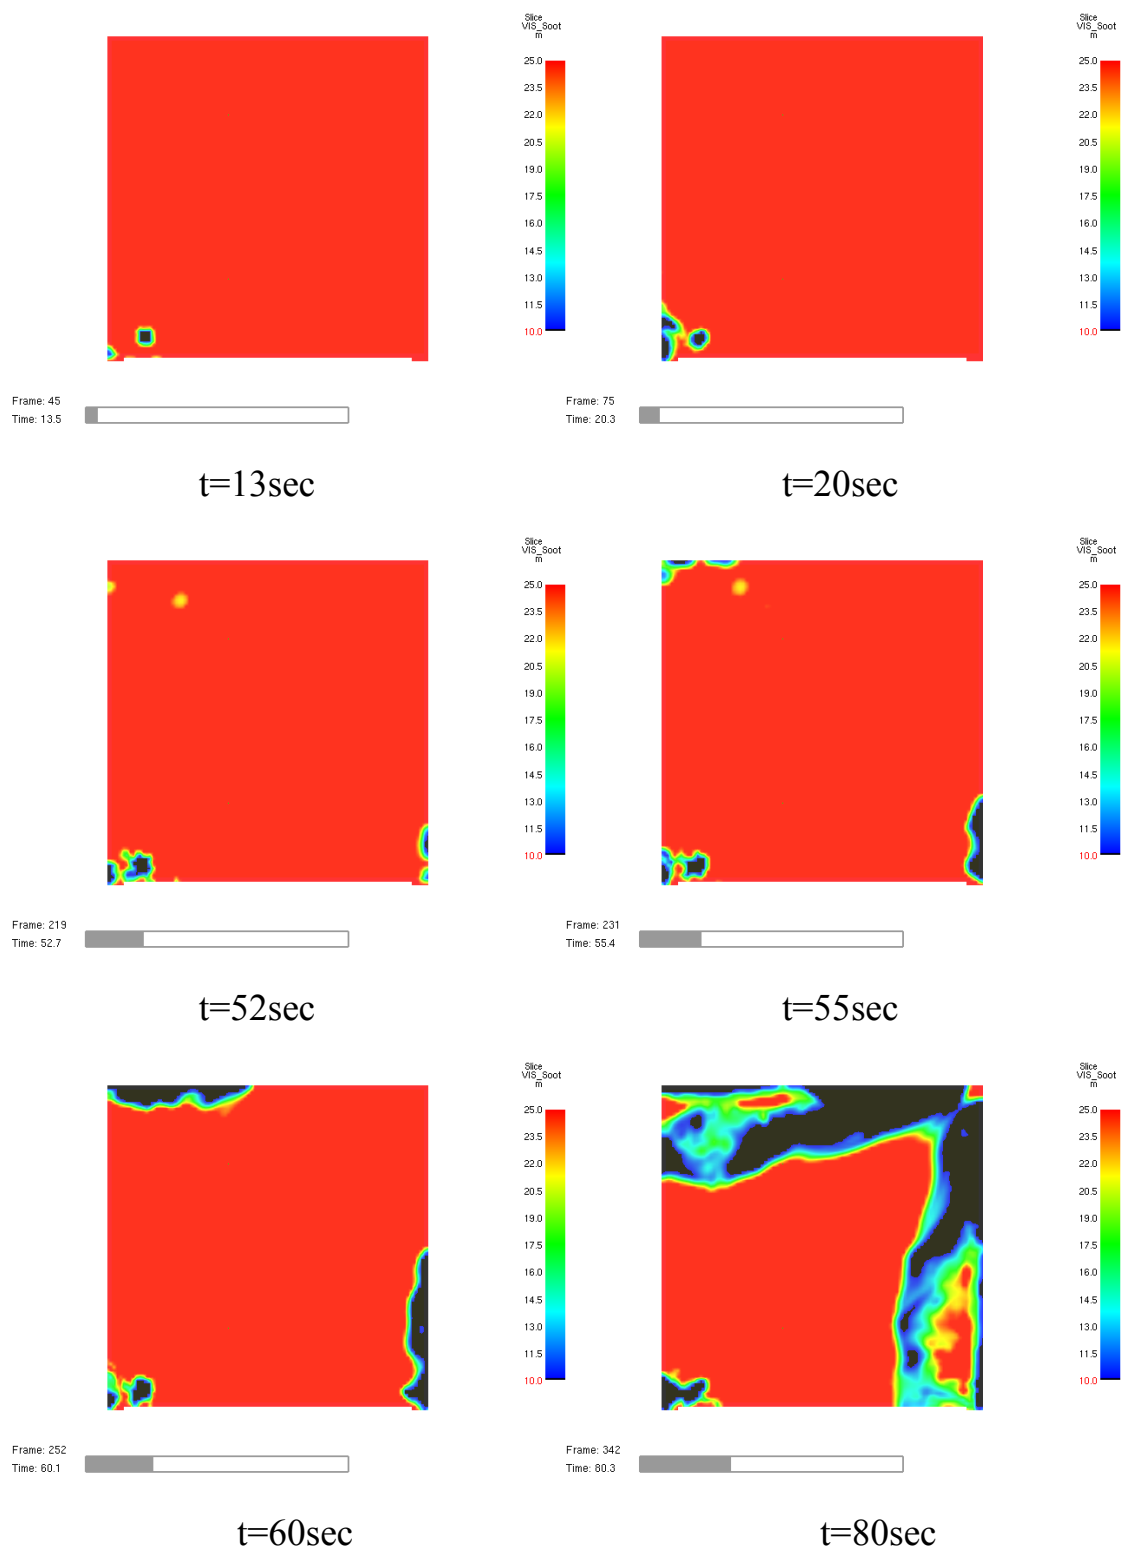 Slice
VIS_Soot
m
25.0
23.5
22.0
20.5
19.0
17.5
16.0
14.5
13.0
11.5
10.0
Frame: 45
Time: 13.5
t=13sec
Slice
VIS_Soot
m
25.0
23.5
22.0
20.5
19.0
17.5
16.0
14.5
13.0
11.5
10.0
Frame: 75
Time: 20.3
t=20sec
Slice
VIS_Soot
m
25.0
23.5
22.0
20.5
19.0
17.5
16.0
14.5
13.0
11.5
10.0
Frame: 219
Time: 52.7
t=52sec
Slice
VIS_Soot
m
25.0
23.5
22.0
20.5
19.0
17.5
16.0
14.5
13.0
11.5
10.0
Frame: 231
Time: 55.4
t=55sec
Slice
VIS_Soot
m
25.0
23.5
22.0
20.5
19.0
17.5
16.0
14.5
13.0
11.5
10.0
Frame: 252
Time: 60.1
t=60sec
Slice
VIS_Soot
m
25.0
23.5
22.0
20.5
19.0
17.5
16.0
14.5
13.0
11.5
10.0
Frame: 342
Time: 80.3
t=80sec